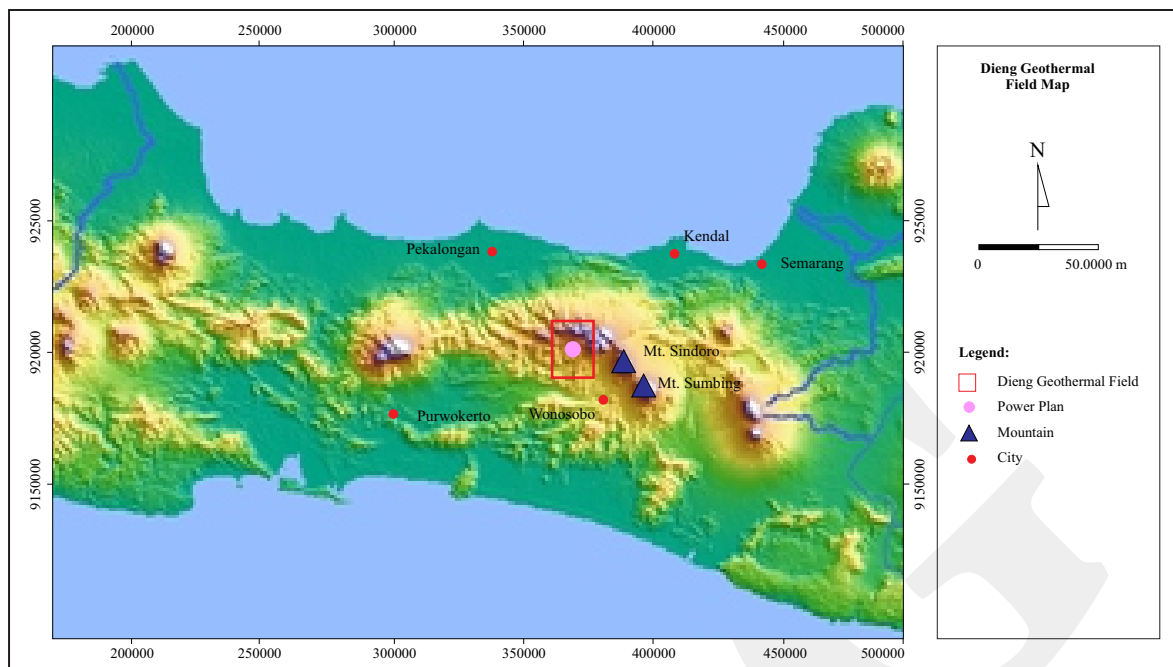 200000 250000 300000 350000 400000 450000 500000
Dieng Geothermal
Field Map
N
0 50.0000 m
925000 925000
Pekalongan Kendal Semarang
920000 920000
Mt. Sindoro
Mt. Sumbing
Purwokerto Wonosobo
9150000 9150000
Legend:
Dieng Geothermal Field
Power Plan
Mountain
City
200000 250000 300000 350000 400000 450000 500000